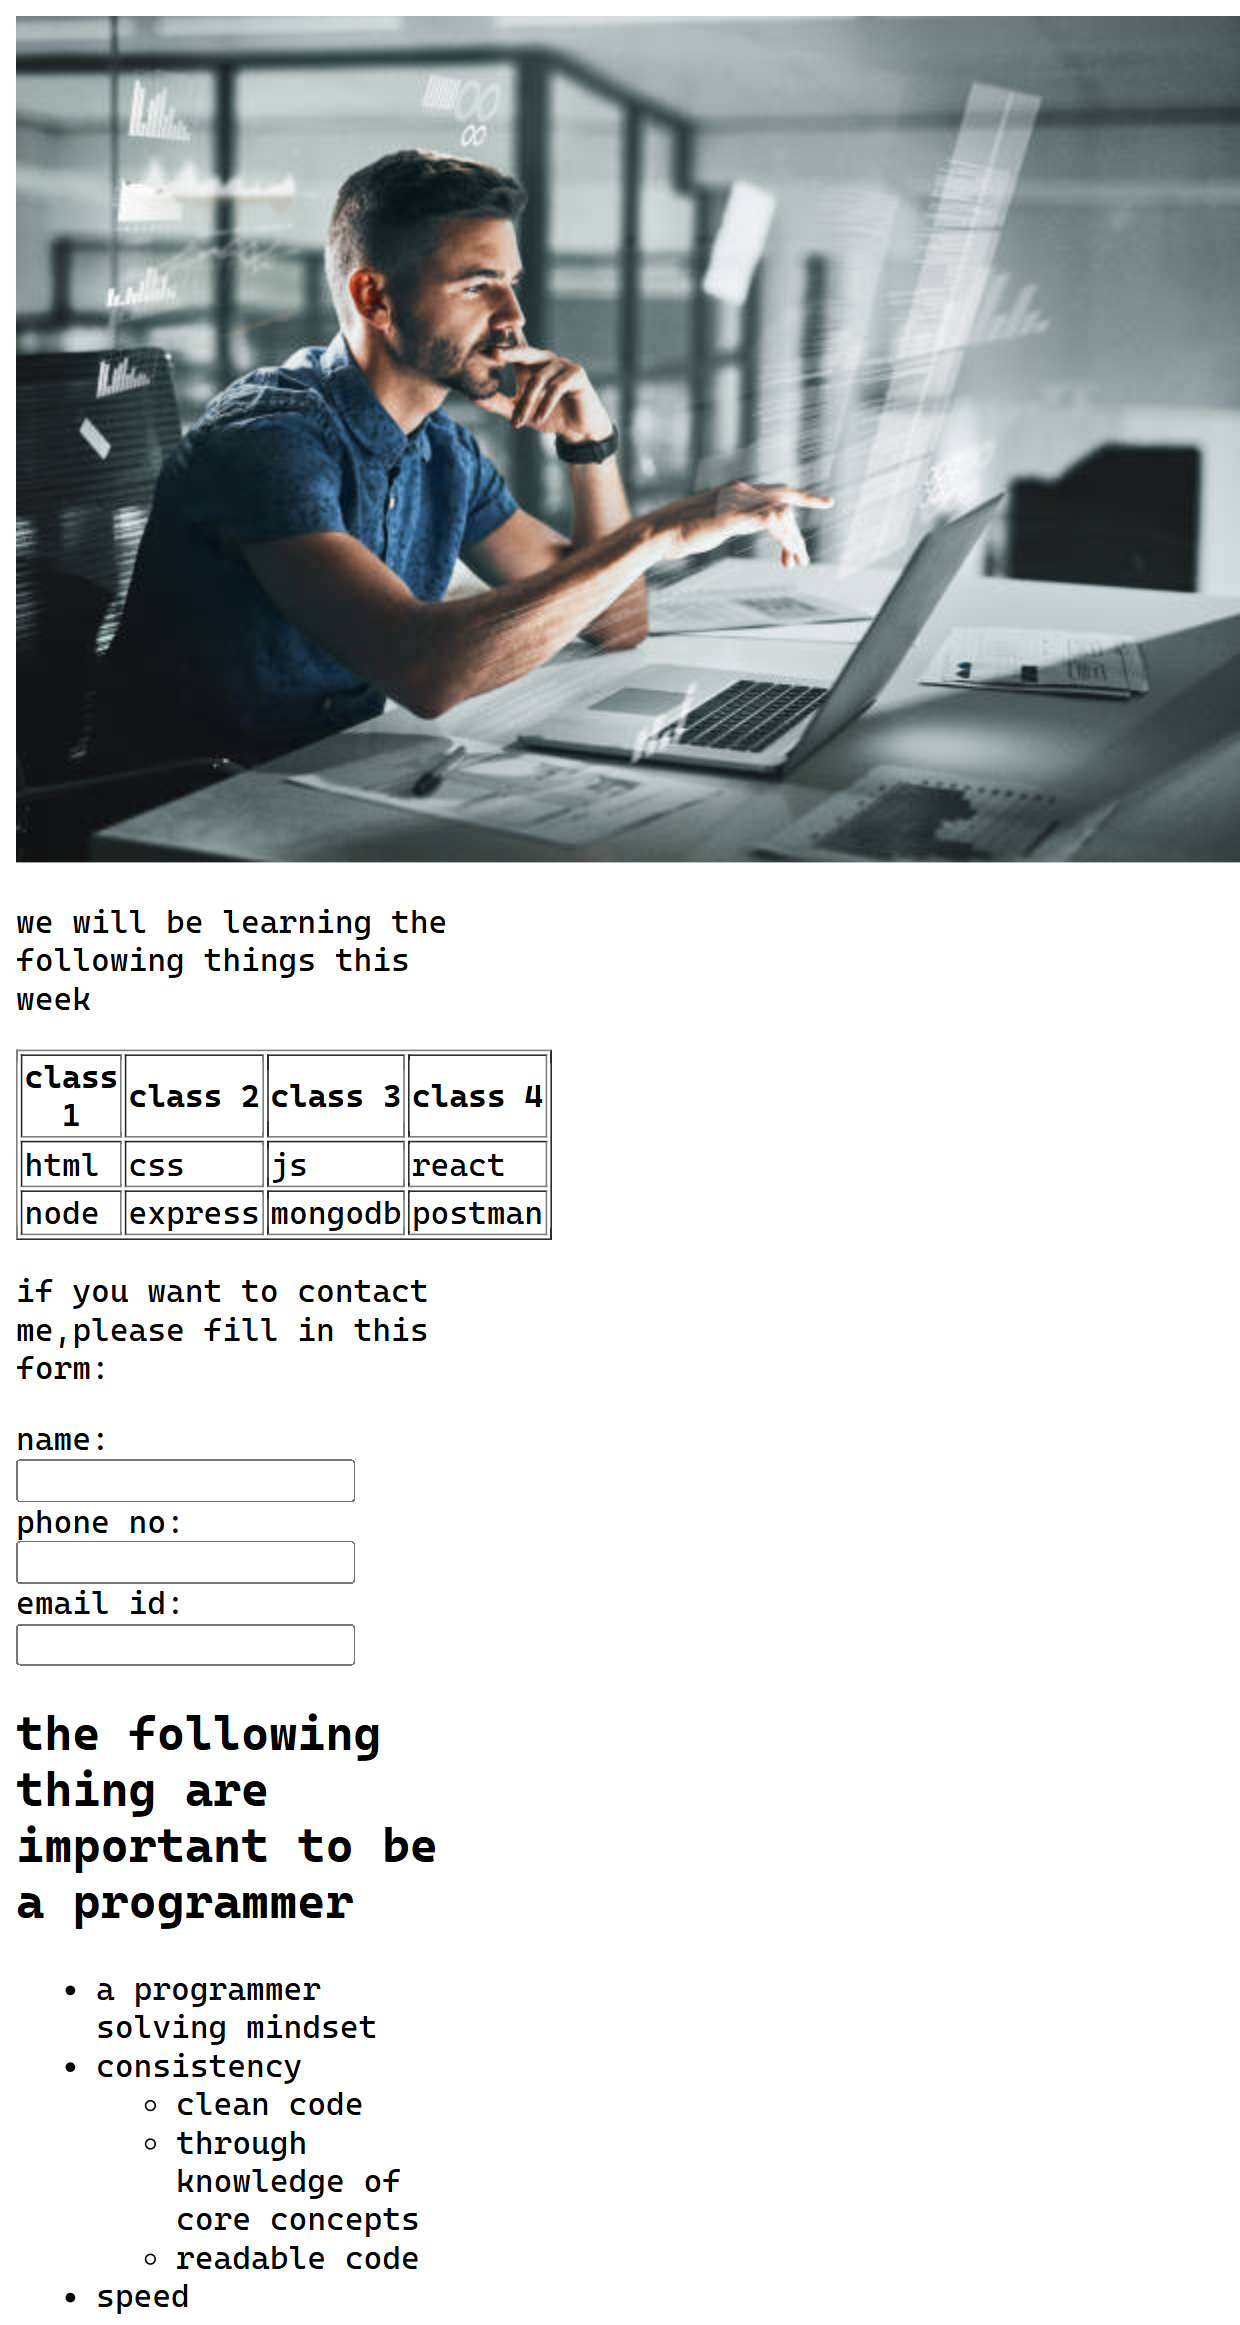 we will be learning the
following things this
week
class 1 class 2 class 3 class 4
html css js react
node express mongodb postman
if you want to contact
me,please fill in this
form:
name:
phone no:
email id:
the following
thing are
important to be
a programmer
a programmer
solving mindset
consistency
clean code
through
knowledge of
core concepts
readable code
speed